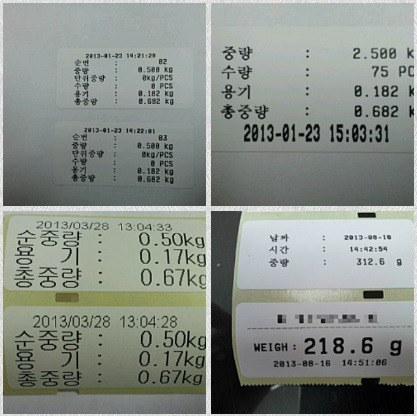 2013-01-23 14:21:28
순번 : 02
중량 : 0.500 kg
단위중량 : 0kg/PCS
수량 : 0 PCS
용기 : 0.182 kg
총중량 : 0.682 kg
2013-01-23 14:22:01
순번 : 03
중량 : 0.500 kg
단위중량 : 0kg/PCS
수량 : 0 PCS
용기 : 0.182 kg
총중량 : 0.682 kg
중량 : 2.500 k
수량 : 75 PC
용기 : 0.182 k
총중량 : 0.682 k
2013-01-23 15:03:31
2013/03/28 13:04:33
순중량: 0.50kg
용 기: 0.17kg
총중량: 0.67kg
2013/03/28 13:04:28
순중량: 0.50kg
용 기: 0.17kg
총중량: 0.67kg
날짜 : 2013-08-16
시간 : 14:42:54
중량 : 312.6 g
WEIGH: 218.6 g
2013-08-16 14:51:06